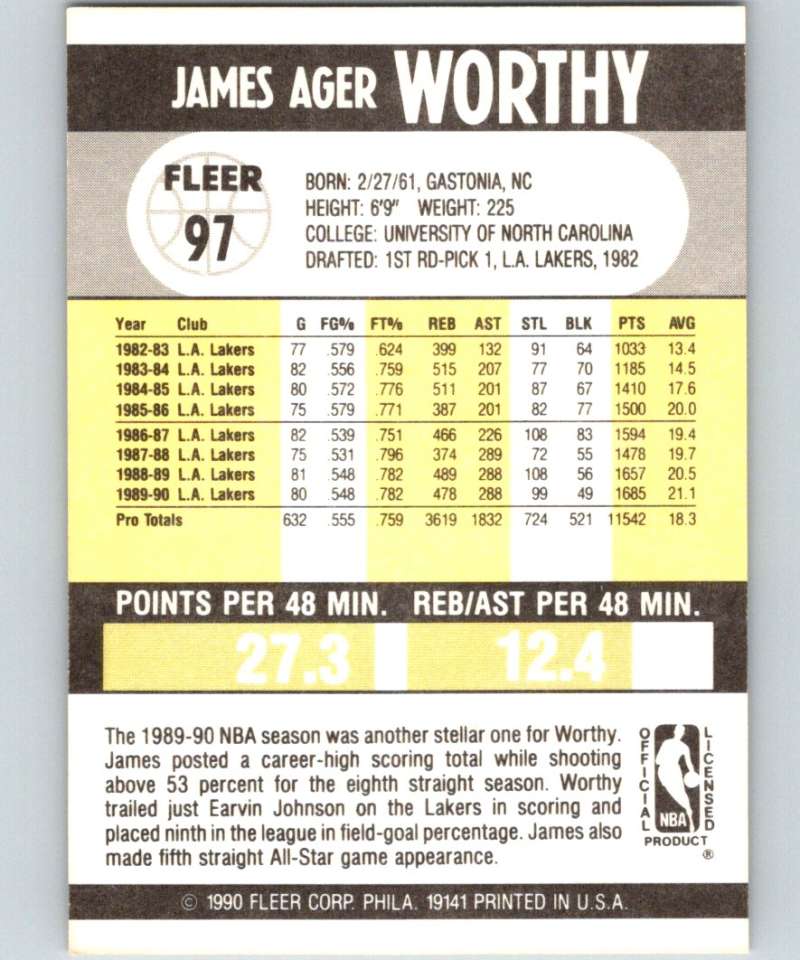 JAMES AGER WORTHY
FLEER
97
BORN: 2/27/61, GASTONIA, NC
HEIGHT: 6'9" WEIGHT: 225
COLLEGE: UNIVERSITY OF NORTH CAROLINA
DRAFTED: 1ST RD-PICK 1, L.A. LAKERS, 1982
Year Club G FG% FT% REB AST STL BLK PTS AVG
1982-83 L.A. Lakers 77 .579 .624 399 132 91 64 1033 13.4
1983-84 L.A. Lakers 82 .556 .759 515 207 77 70 1185 14.5
1984-85 L.A. Lakers 80 .572 .776 511 201 87 67 1410 17.6
1985-86 L.A. Lakers 75 .579 .771 387 201 82 77 1500 20.0
1986-87 L.A. Lakers 82 .539 .751 466 226 108 83 1594 19.4
1987-88 L.A. Lakers 75 .531 .796 374 289 72 55 1478 19.7
1988-89 L.A. Lakers 81 .548 .782 489 288 108 56 1657 20.5
1989-90 L.A. Lakers 80 .548 .782 478 288 99 49 1685 21.1
Pro Totals 632 .555 .759 3619 1832 724 521 11542 18.3
POINTS PER 48 MIN. REB/AST PER 48 MIN.
27.3 12.4
The 1989-90 NBA season was another stellar one for Worthy.
James posted a career-high scoring total while shooting
above 53 percent for the eighth straight season. Worthy
trailed just Earvin Johnson on the Lakers in scoring and
placed ninth in the league in field-goal percentage. James also
made fifth straight All-Star game appearance.
OFFICIAL
NBA
LICENSED
PRODUCT
®
© 1990 FLEER CORP. PHILA. 19141 PRINTED IN U.S.A.